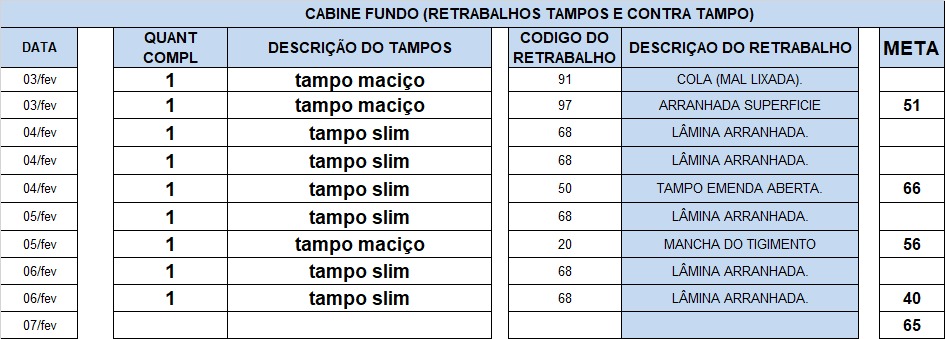 CABINE FUNDO (RETRABALHOS TAMPOS E CONTRA TAMPO)
DATA QUANT COMPL DESCRIÇÃO DO TAMPOS CODIGO DO RETRABALHO DESCRIÇAO DO RETRABALHO META
03/fev 1 tampo maciço 91 COLA (MAL LIXADA).
03/fev 1 tampo maciço 97 ARRANHADA SUPERFICIE 51
04/fev 1 tampo slim 68 LÂMINA ARRANHADA.
04/fev 1 tampo slim 68 LÂMINA ARRANHADA.
04/fev 1 tampo slim 50 TAMPO EMENDA ABERTA. 66
05/fev 1 tampo slim 68 LÂMINA ARRANHADA.
05/fev 1 tampo maciço 20 MANCHA DO TIGIMENTO 56
06/fev 1 tampo slim 68 LÂMINA ARRANHADA.
06/fev 1 tampo slim 68 LÂMINA ARRANHADA. 40
07/fev 65